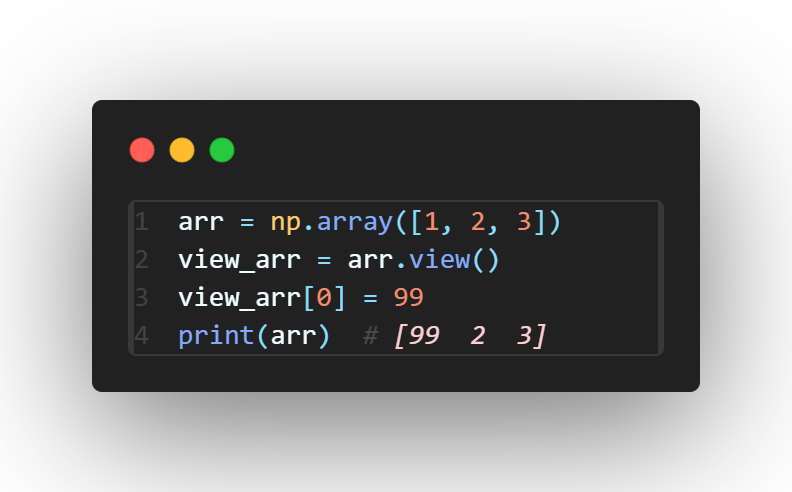 1 arr = np.array([1, 2, 3])
2 view_arr = arr.view()
3 view_arr[0] = 99
4 print(arr)  # [99  2  3]